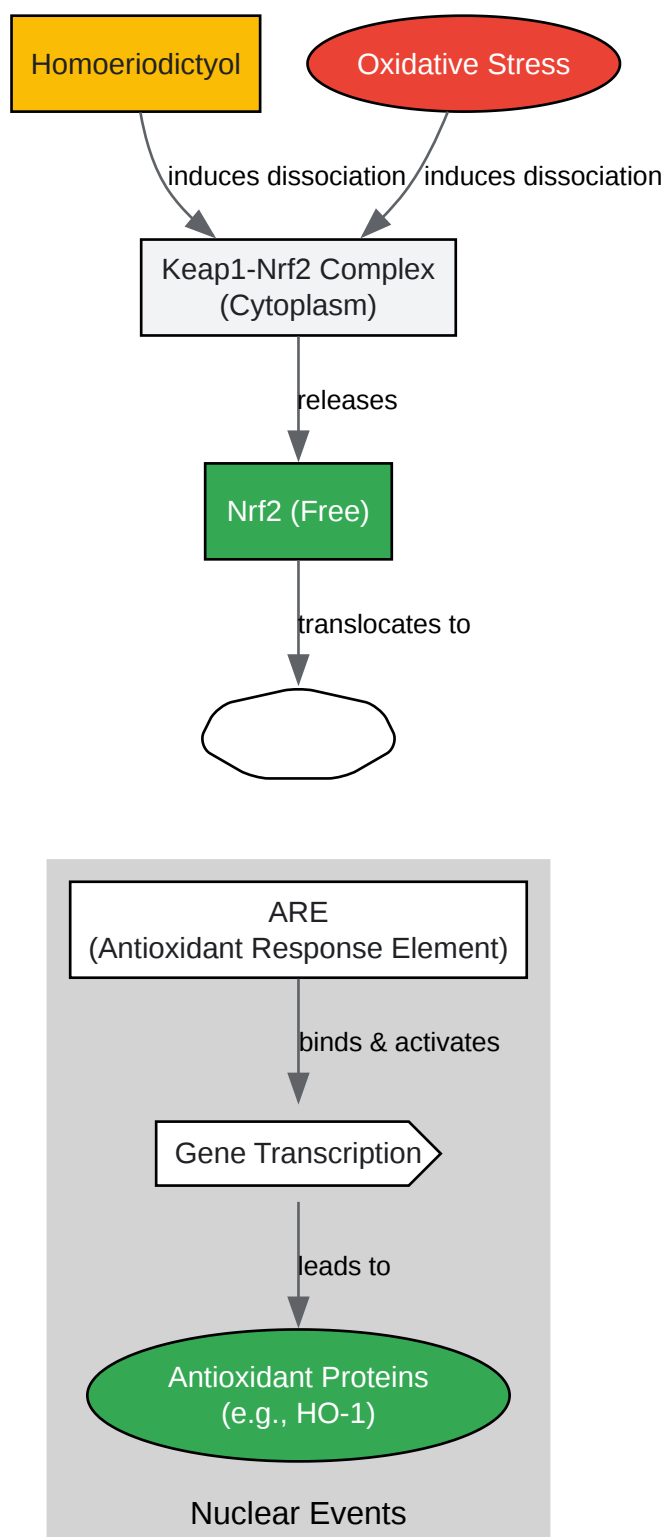 Homoeriodictyol
Oxidative Stress
induces dissociation
induces dissociation
Keap1-Nrf2 Complex
(Cytoplasm)
releases
Nrf2 (Free)
translocates to
ARE
(Antioxidant Response Element)
binds & activates
Gene Transcription
leads to
Antioxidant Proteins
(e.g., HO-1)
Nuclear Events